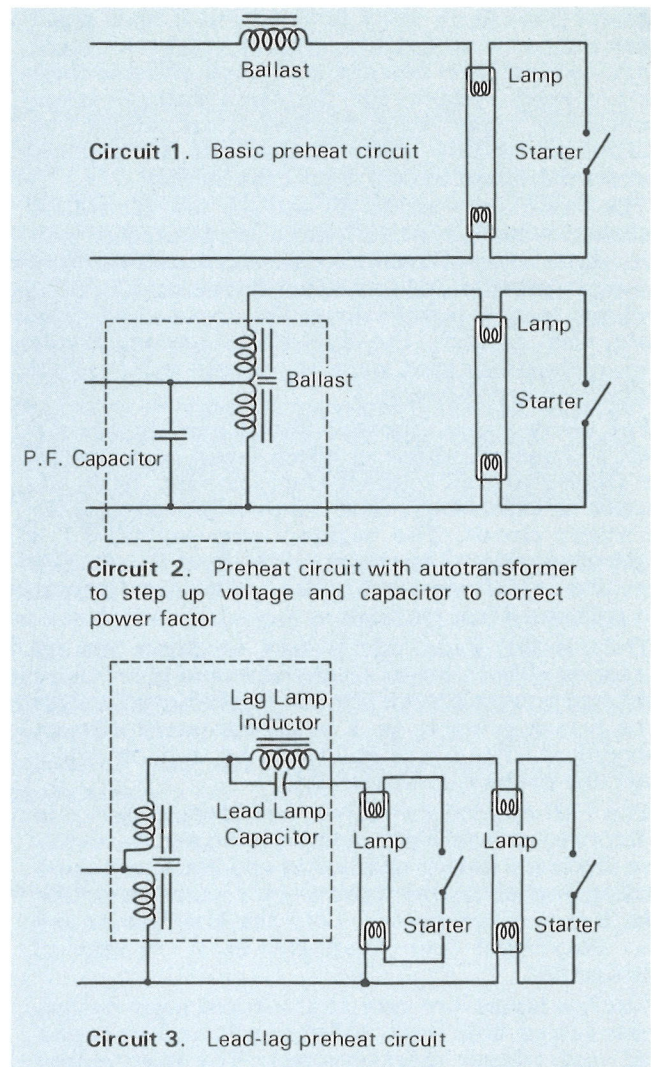 Ballast
Lamp
Circuit 1. Basic preheat circuit
Starter
Lamp
Ballast
Starter
P.F. Capacitor
Circuit 2. Preheat circuit with autotransformer
to step up voltage and capacitor to correct
power factor
Lag Lamp
Inductor
Lead Lamp
Capacitor
Lamp
Lamp
Starter
Starter
Circuit 3. Lead-lag preheat circuit